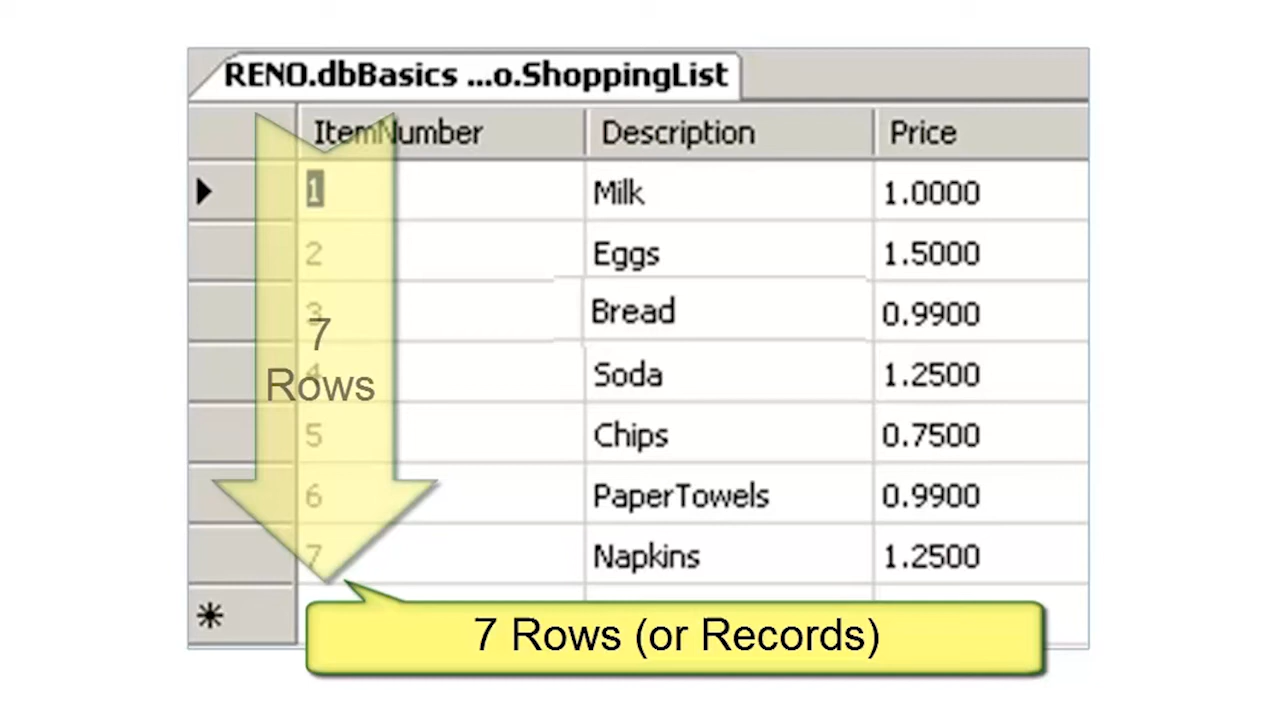 RENO.dbBasics ...o.ShoppingList
ItemNumber Description Price
1 Milk 1.0000
2 Eggs 1.5000
3 Bread 0.9900
7
Rows
4 Soda 1.2500
5 Chips 0.7500
6 PaperTowels 0.9900
7 Napkins 1.2500
7 Rows (or Records)